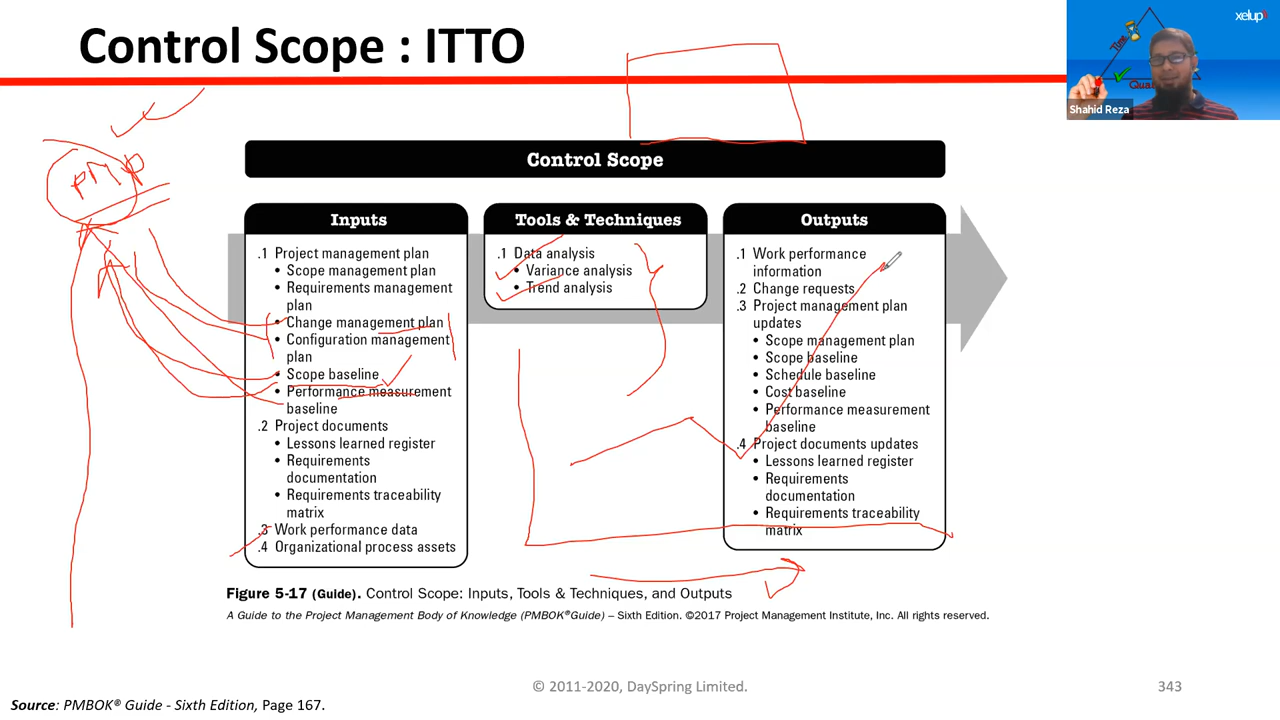 Control Scope : ITTO
xelup
Time
Shahid Reza
PMP
Control Scope
Inputs
.1 Project management plan
• Scope management plan
• Requirements management
plan
• Change management plan
• Configuration management
plan
• Scope baseline
• Performance measurement
baseline
.2 Project documents
• Lessons learned register
• Requirements
documentation
• Requirements traceability
matrix
.3 Work performance data
.4 Organizational process assets
Tools & Techniques
.1 Data analysis
• Variance analysis
• Trend analysis
Outputs
.1 Work performance
information
.2 Change requests
.3 Project management plan
updates
• Scope management plan
• Scope baseline
• Schedule baseline
• Cost baseline
• Performance measurement
baseline
.4 Project documents updates
• Lessons learned register
• Requirements
documentation
• Requirements traceability
matrix
Figure 5-17 (Guide). Control Scope: Inputs, Tools & Techniques, and Outputs
A Guide to the Project Management Body of Knowledge (PMBOK®Guide) – Sixth Edition. ©2017 Project Management Institute, Inc. All rights reserved.
© 2011-2020, DaySpring Limited.
343
Source: PMBOK® Guide - Sixth Edition, Page 167.